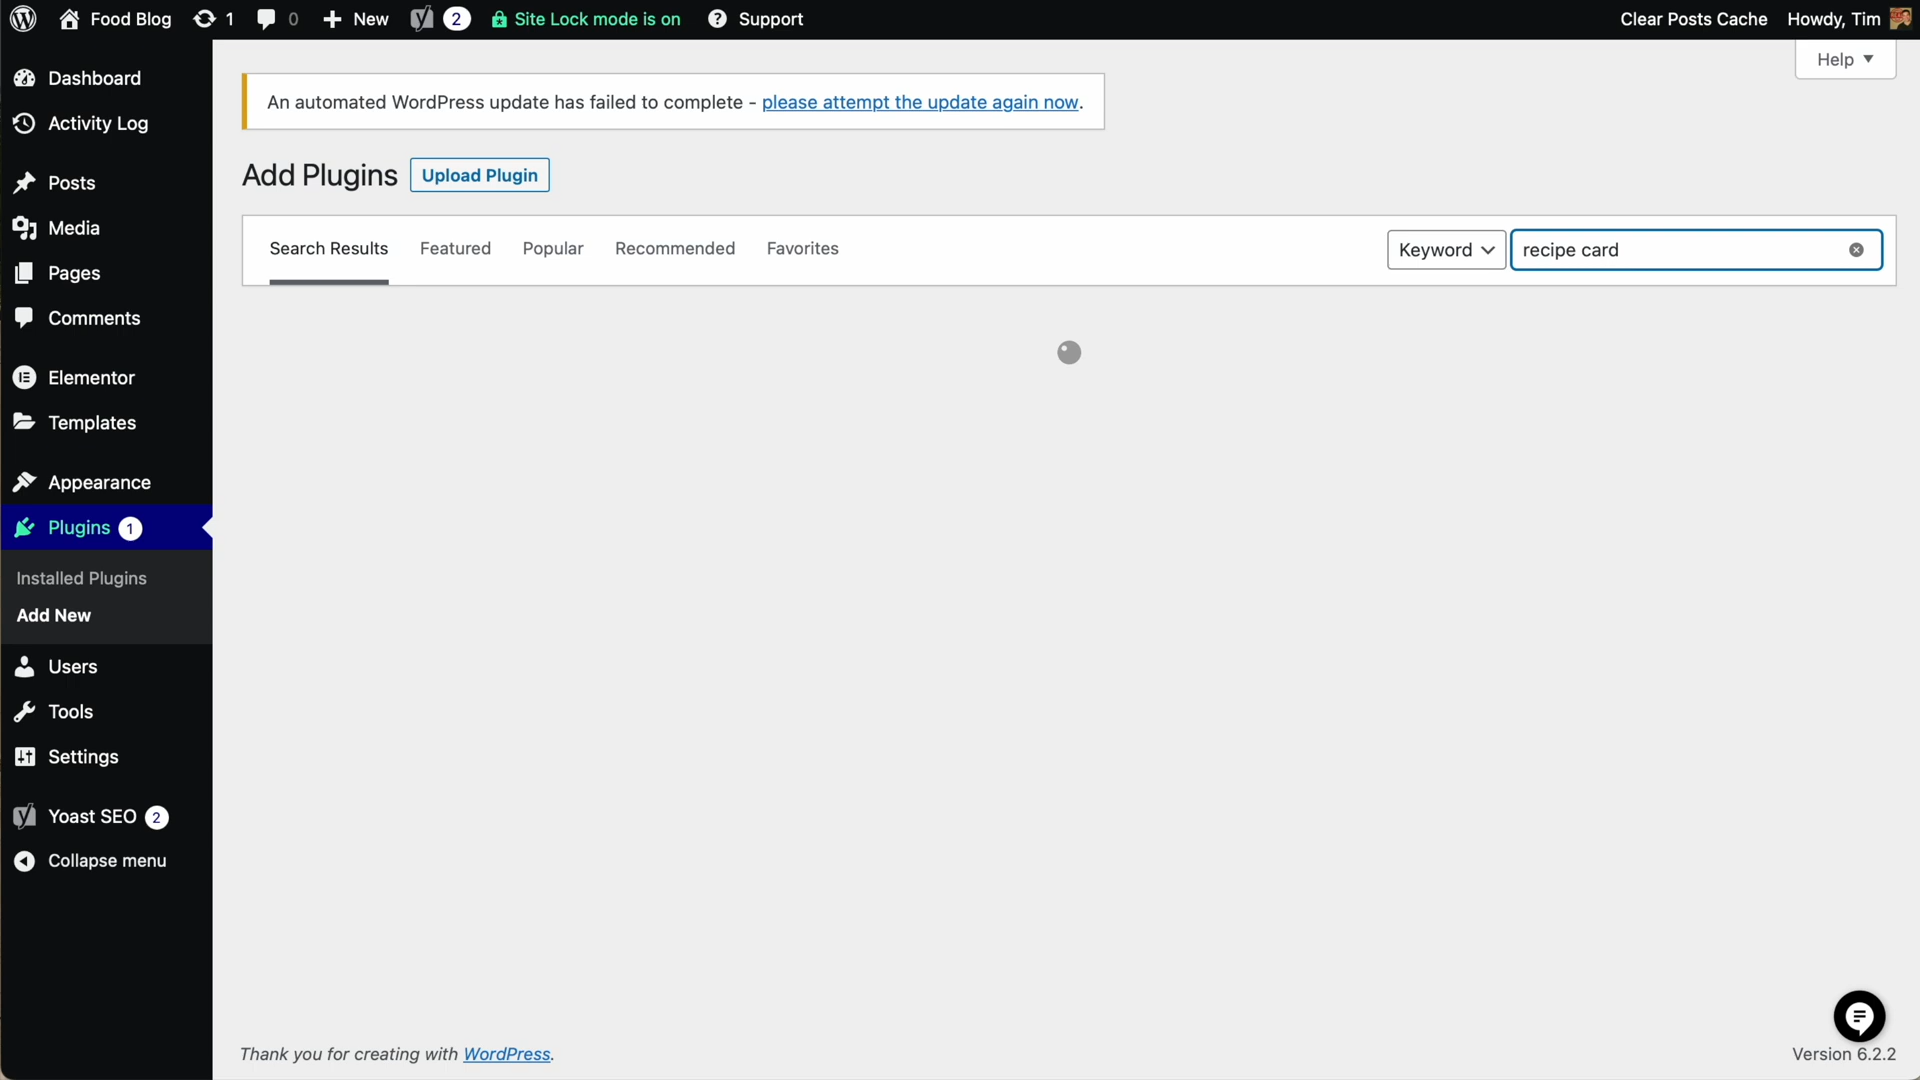 Food Blog 1 0 New 2 Site Lock mode is on Support Clear Posts Cache Howdy, Tim
Help
Dashboard
Activity Log
Posts
Media
Pages
Comments
Elementor
Templates
Appearance
Plugins 1
Installed Plugins
Add New
Users
Tools
Settings
Yoast SEO 2
Collapse menu
An automated WordPress update has failed to complete - please attempt the update again now.
Add Plugins Upload Plugin
Search Results Featured Popular Recommended Favorites Keyword recipe card
Thank you for creating with WordPress. Version 6.2.2